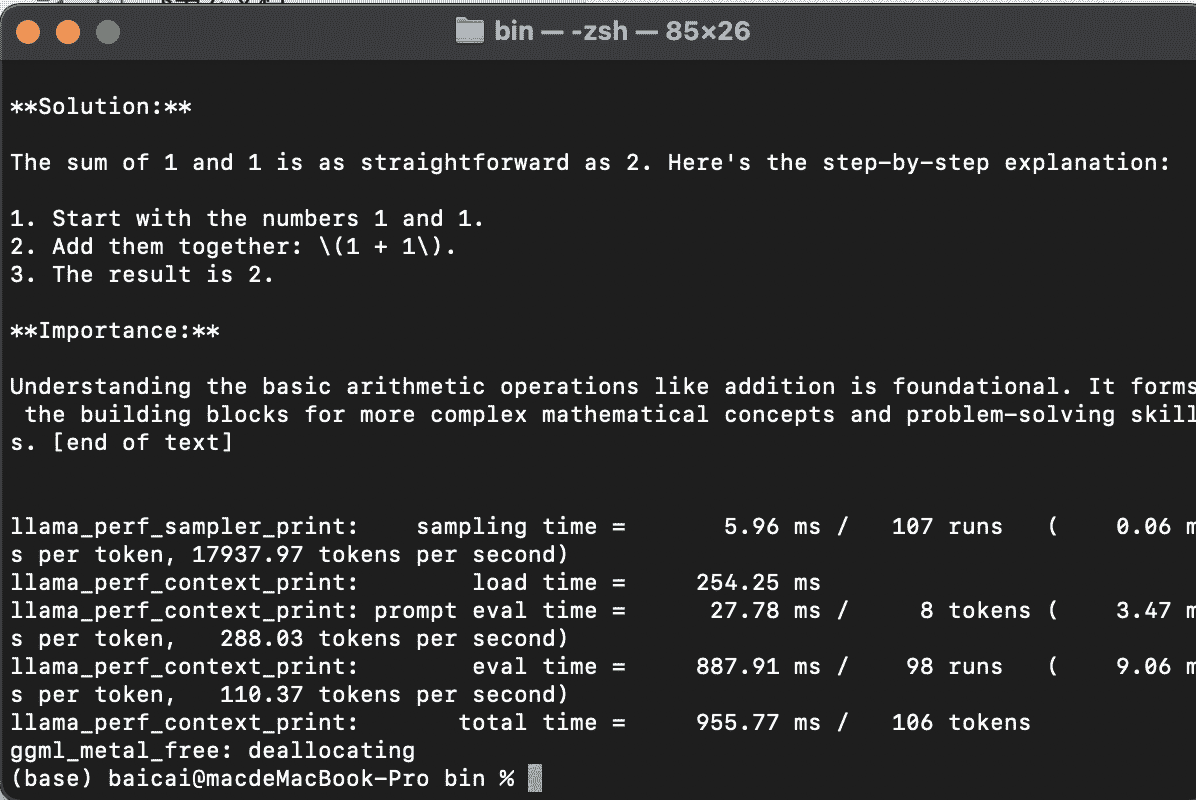 bin — -zsh — 85×26
**Solution:**
The sum of 1 and 1 is as straightforward as 2. Here's the step-by-step explanation:
1. Start with the numbers 1 and 1.
2. Add them together: \(1 + 1\).
3. The result is 2.
**Importance:**
Understanding the basic arithmetic operations like addition is foundational. It forms
the building blocks for more complex mathematical concepts and problem-solving skill
s. [end of text]
llama_perf_sampler_print:    sampling time =       5.96 ms /   107 runs   (    0.06 m
s per token, 17937.97 tokens per second)
llama_perf_context_print:        load time =     254.25 ms
llama_perf_context_print: prompt eval time =      27.78 ms /     8 tokens (    3.47 m
s per token,   288.03 tokens per second)
llama_perf_context_print:        eval time =     887.91 ms /    98 runs   (    9.06 m
s per token,   110.37 tokens per second)
llama_perf_context_print:       total time =     955.77 ms /   106 tokens
ggml_metal_free: deallocating
(base) baicai@macdeMacBook-Pro bin %